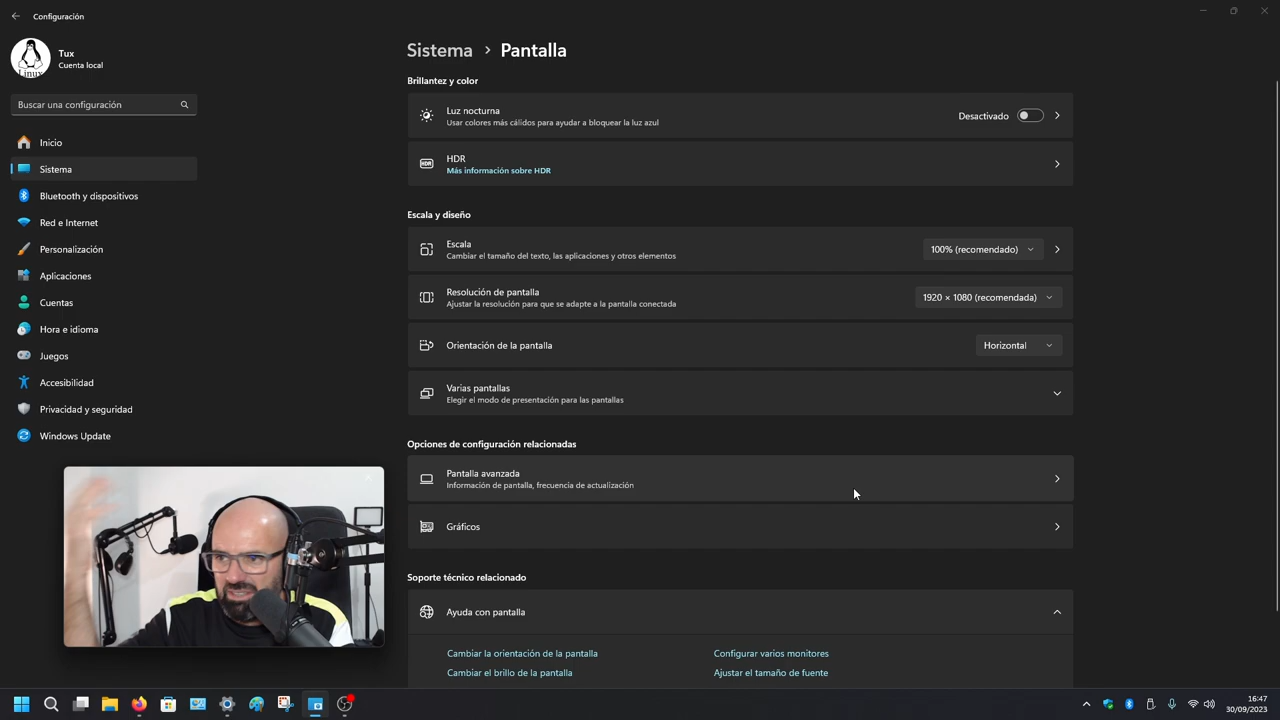 Configuración
Tux
Cuenta local
Linux
Buscar una configuración
Inicio
Sistema
Bluetooth y dispositivos
Red e Internet
Personalización
Aplicaciones
Cuentas
Hora e idioma
Juegos
Accesibilidad
Privacidad y seguridad
Windows Update
Sistema > Pantalla
Brillantez y color
Luz nocturna
Usar colores más cálidos para ayudar a bloquear la luz azul
Desactivado
HDR
HDR
Más información sobre HDR
Escala y diseño
Escala
Cambiar el tamaño del texto, las aplicaciones y otros elementos
100% (recomendado)
Resolución de pantalla
Ajustar la resolución para que se adapte a la pantalla conectada
1920 × 1080 (recomendada)
Orientación de la pantalla
Horizontal
Varias pantallas
Elegir el modo de presentación para las pantallas
Opciones de configuración relacionadas
Pantalla avanzada
Información de pantalla, frecuencia de actualización
Gráficos
Soporte técnico relacionado
Ayuda con pantalla
Cambiar la orientación de la pantalla
Configurar varios monitores
Cambiar el brillo de la pantalla
Ajustar el tamaño de fuente
16:47
30/09/2023